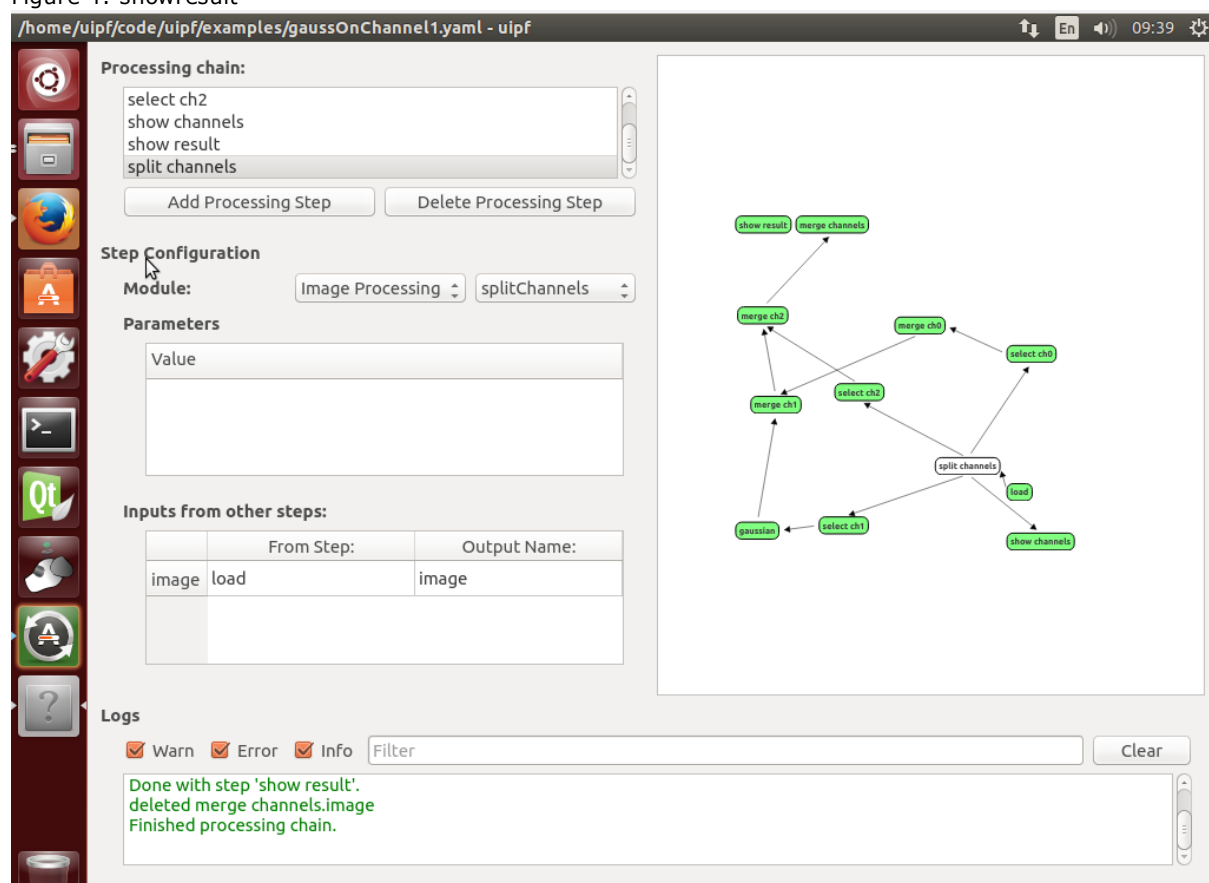 Figure 1: showresult
/home/uipf/code/uipf/examples/gaussOnChannel1.yaml - uipf
En 09:39
Processing chain:
select ch2
show channels
show result
split channels
Add Processing Step Delete Processing Step
Step Configuration
Module: Image Processing splitChannels
Parameters
Value
Inputs from other steps:
From Step: Output Name:
image load image
show result merge channels
merge ch2
merge ch0
select ch0
select ch2
merge ch1
split channels
load
select ch1
gaussian
show channels
Logs
Warn Error Info Filter Clear
Done with step 'show result'.
deleted merge channels.image
Finished processing chain.
>_
Qt